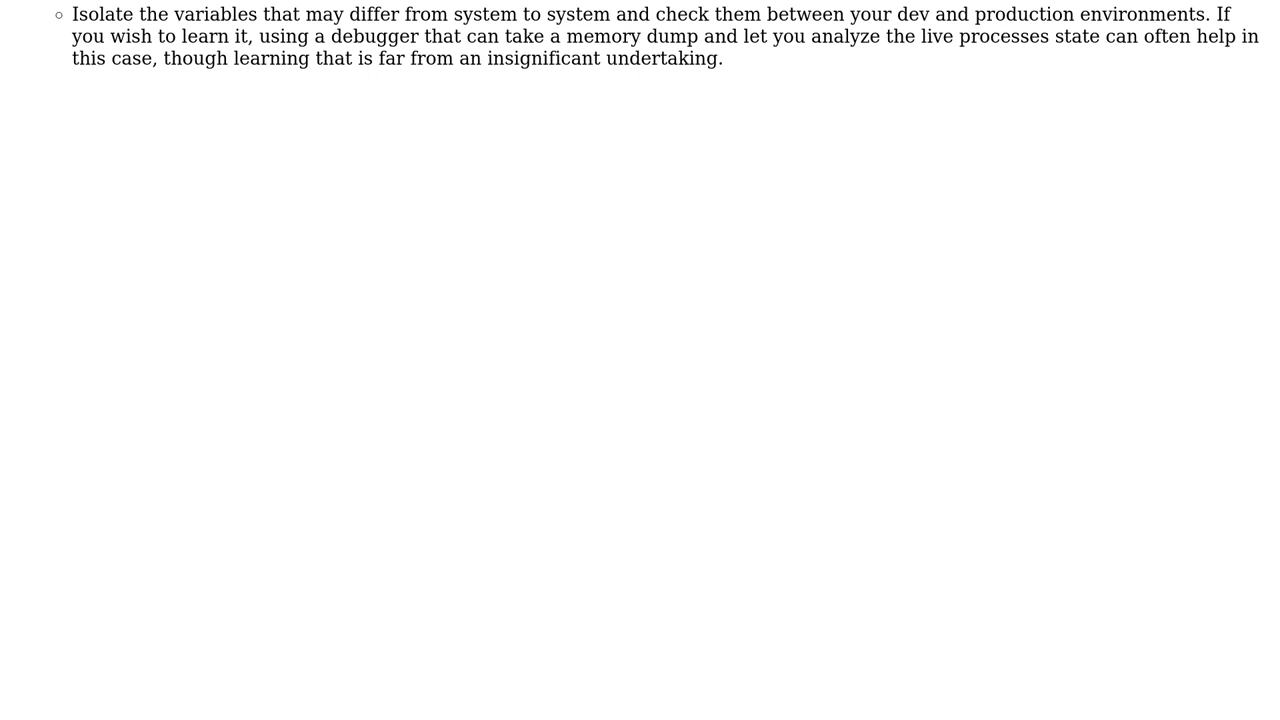 ◦ Isolate the variables that may differ from system to system and check them between your dev and production environments. If
you wish to learn it, using a debugger that can take a memory dump and let you analyze the live processes state can often help in
this case, though learning that is far from an insignificant undertaking.